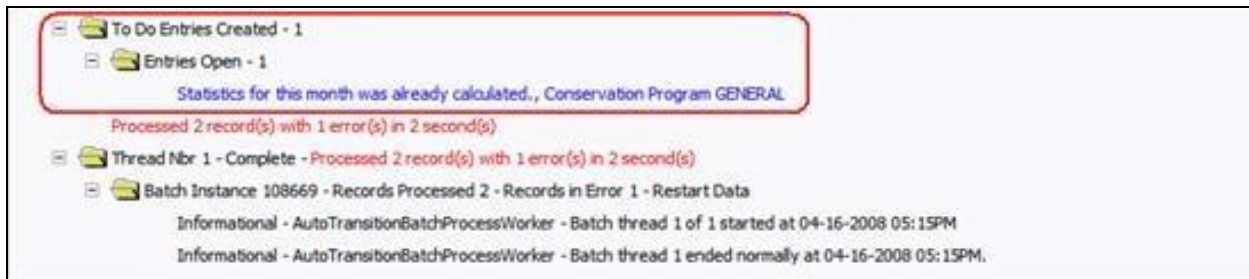 To Do Entries Created - 1
Entries Open - 1
Statistics for this month was already calculated., Conservation Program GENERAL
Processed 2 record(s) with 1 error(s) in 2 second(s)
Thread Nbr 1 - Complete - Processed 2 record(s) with 1 error(s) in 2 second(s)
Batch Instance 108669 - Records Processed 2 - Records in Error 1 - Restart Data
Informational - AutoTransitionBatchProcessWorker - Batch thread 1 of 1 started at 04-16-2008 05:15PM
Informational - AutoTransitionBatchProcessWorker - Batch thread 1 ended normally at 04-16-2008 05:15PM.